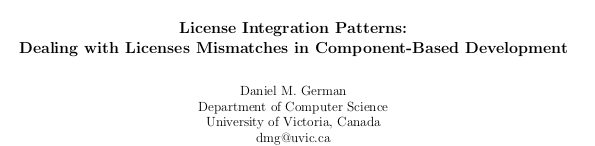 License Integration Patterns:
Dealing with Licenses Mismatches in Component-Based Development
Daniel M. German
Department of Computer Science
University of Victoria, Canada
dmg@uvic.ca